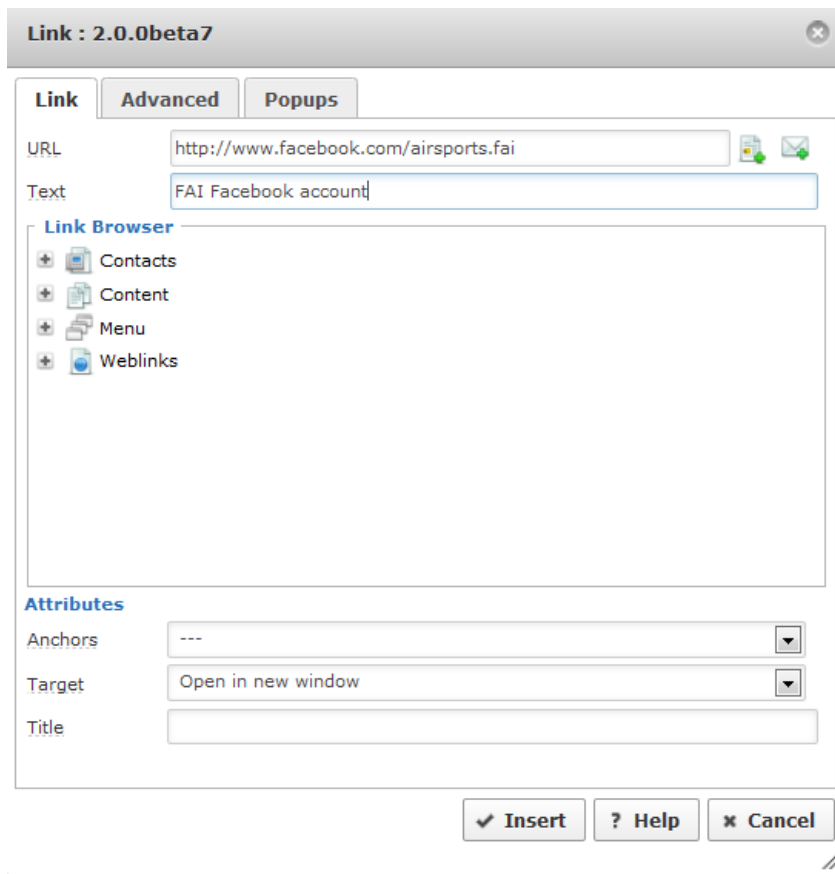 Link : 2.0.0beta7
Link Advanced Popups
URL http://www.facebook.com/airsports.fai
Text FAI Facebook account
Link Browser
Contacts
Content
Menu
Weblinks
Attributes
Anchors ---
Target Open in new window
Title
Insert ? Help Cancel